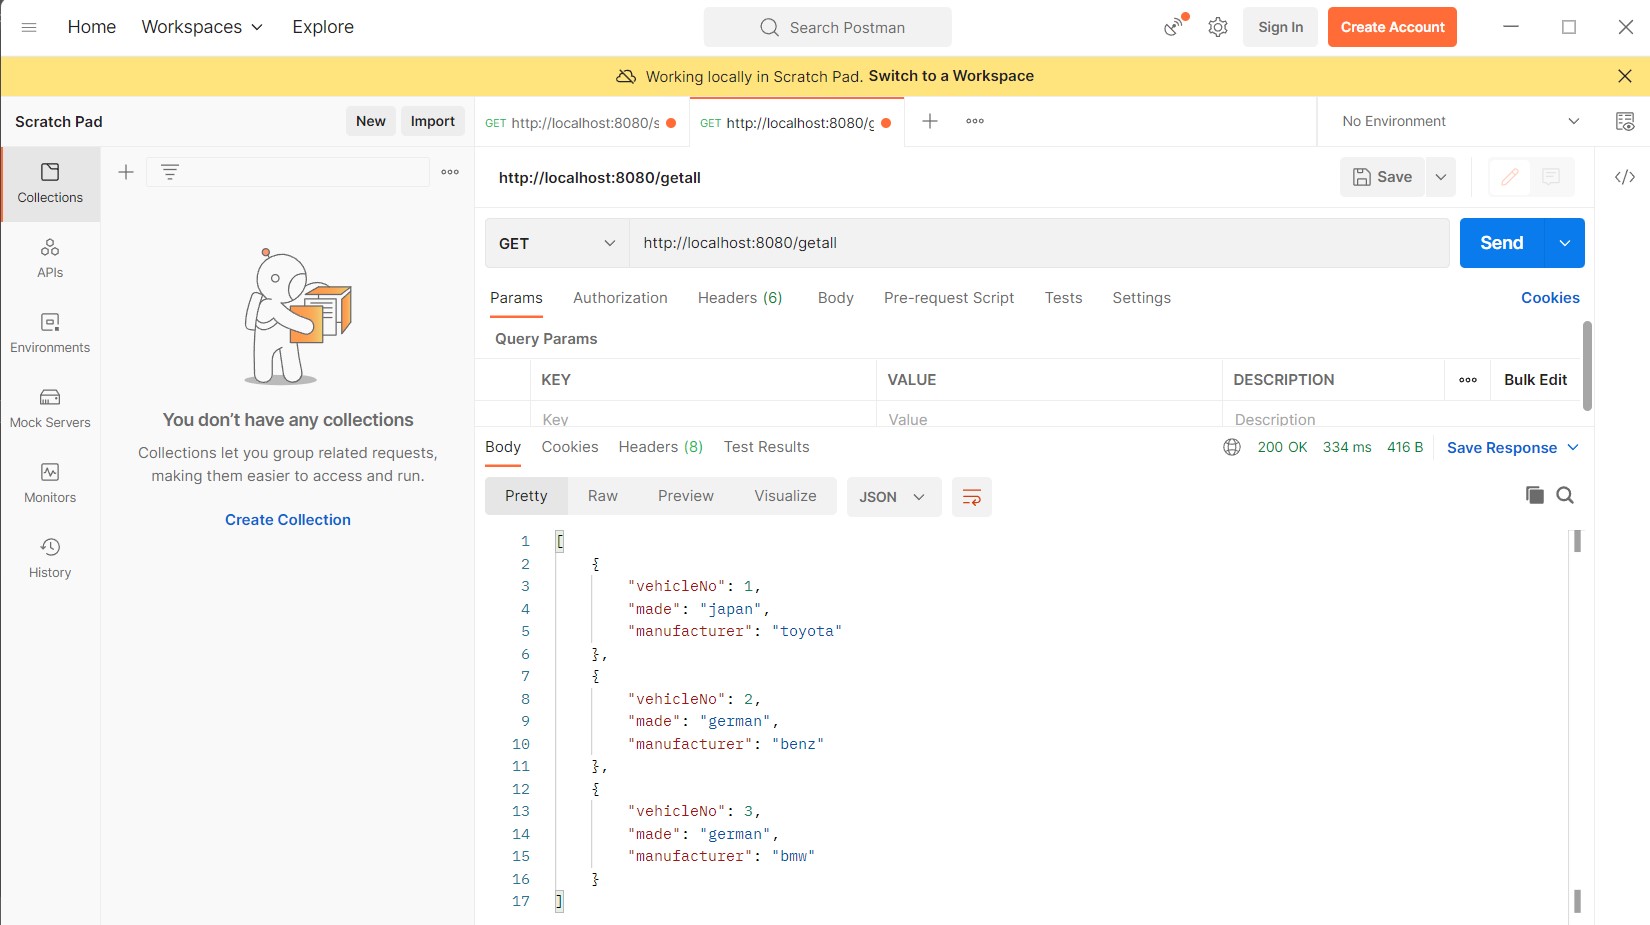 Home Workspaces Explore Search Postman Sign In Create Account
Working locally in Scratch Pad. Switch to a Workspace
Scratch Pad New Import GET http://localhost:8080/s GET http://localhost:8080/g No Environment
Collections
APIs
Environments
Mock Servers
Monitors
History
You don't have any collections
Collections let you group related requests,
making them easier to access and run.
Create Collection
http://localhost:8080/getall Save </>
GET http://localhost:8080/getall Send
Params Authorization Headers (6) Body Pre-request Script Tests Settings Cookies
Query Params
KEY VALUE DESCRIPTION Bulk Edit
Key Value Description
Body Cookies Headers (8) Test Results 200 OK 334 ms 416 B Save Response
Pretty Raw Preview Visualize JSON
1 [
2 {
3 "vehicleNo": 1,
4 "made": "japan",
5 "manufacturer": "toyota"
6 },
7 {
8 "vehicleNo": 2,
9 "made": "german",
10 "manufacturer": "benz"
11 },
12 {
13 "vehicleNo": 3,
14 "made": "german",
15 "manufacturer": "bmw"
16 }
17 ]